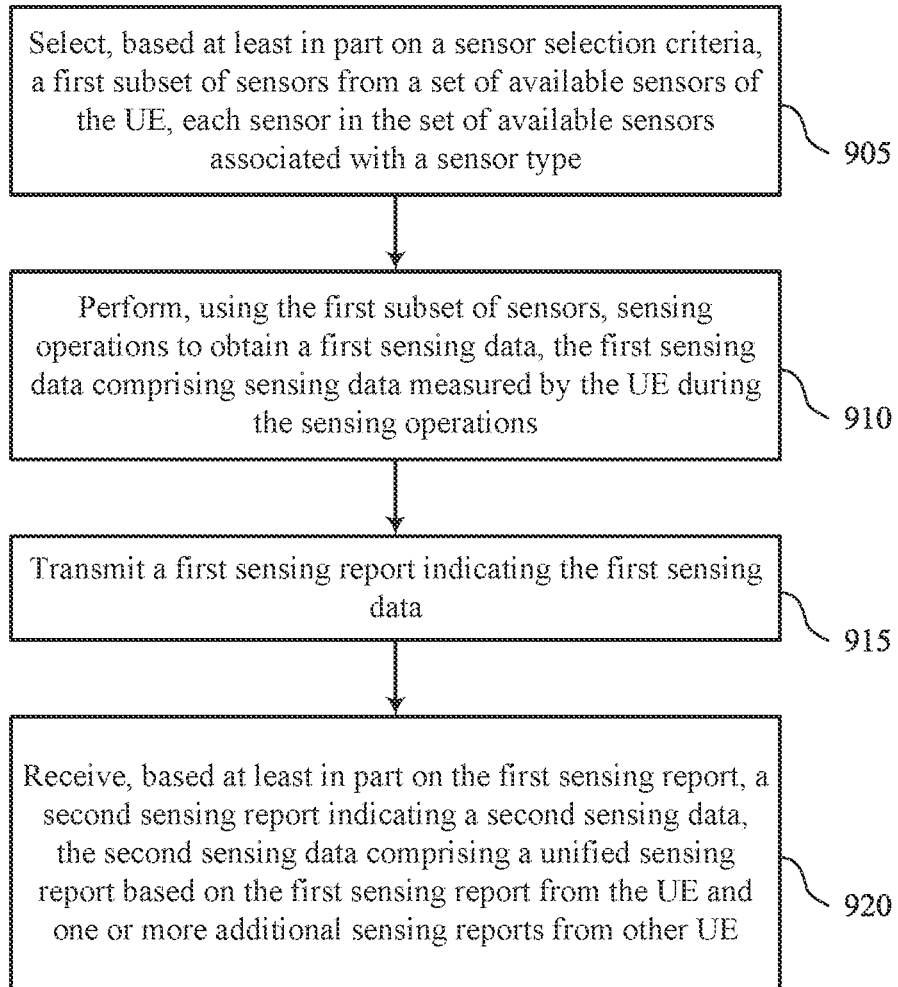 Select, based at least in part on a sensor selection criteria,
a first subset of sensors from a set of available sensors of
the UE, each sensor in the set of available sensors
associated with a sensor type
905
Perform, using the first subset of sensors, sensing
operations to obtain a first sensing data, the first sensing
data comprising sensing data measured by the UE during
the sensing operations
910
Transmit a first sensing report indicating the first sensing
data
915
Receive, based at least in part on the first sensing report, a
second sensing report indicating a second sensing data,
the second sensing data comprising a unified sensing
report based on the first sensing report from the UE and
one or more additional sensing reports from other UE
920